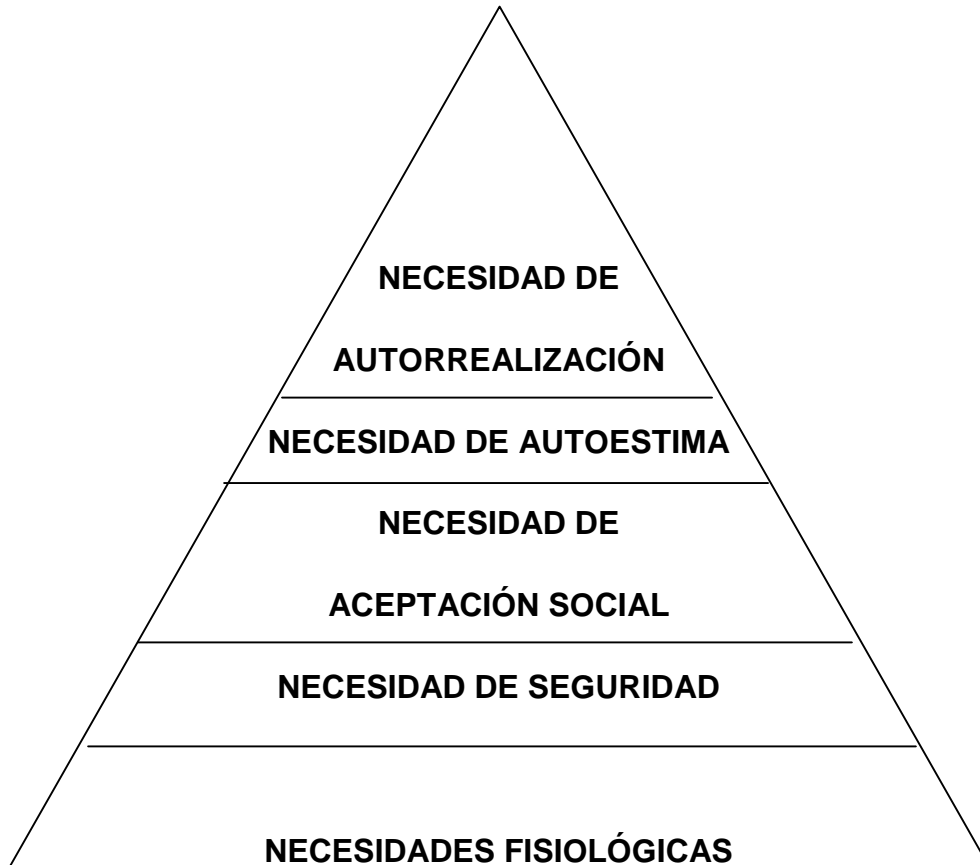 NECESIDAD DE
AUTORREALIZACIÓN
NECESIDAD DE AUTOESTIMA
NECESIDAD DE
ACEPTACIÓN SOCIAL
NECESIDAD DE SEGURIDAD
NECESIDADES FISIOLÓGICAS